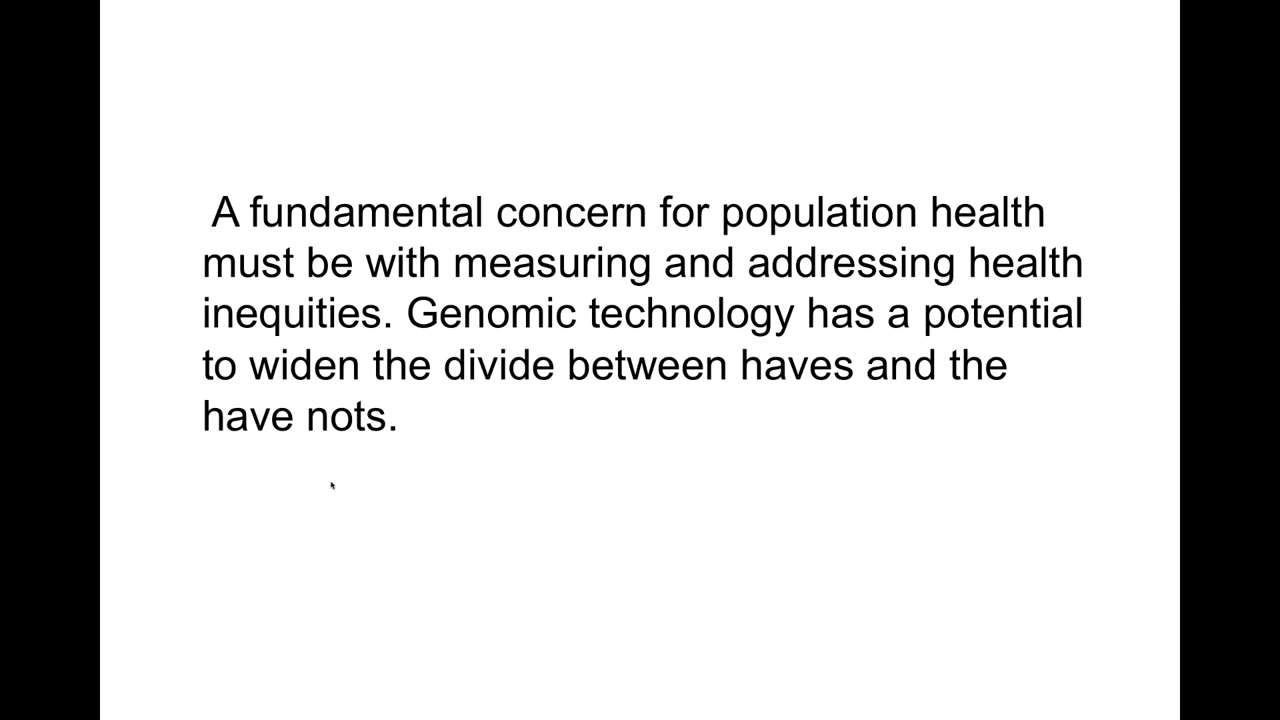 A fundamental concern for population health
must be with measuring and addressing health
inequities. Genomic technology has a potential
to widen the divide between haves and the
have nots.